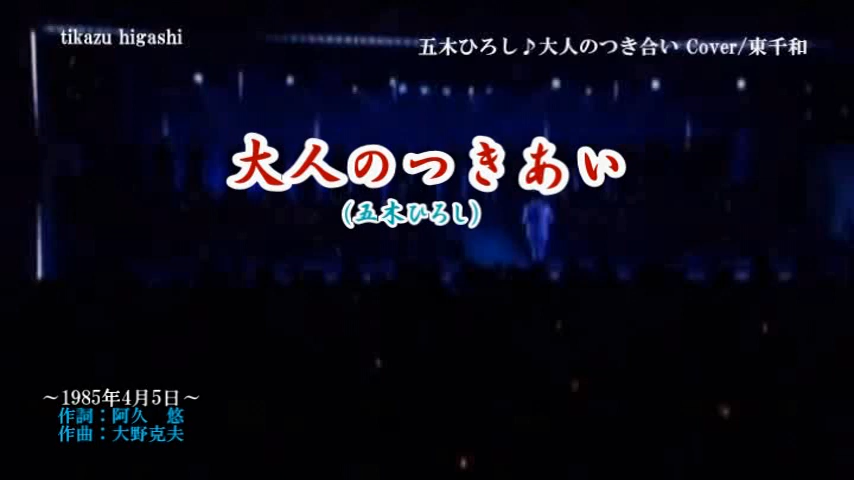 tikazu higashi
五木ひろし♪大人のつき合い Cover/東千和
大人のつきあい
(五木ひろし)
～1985年4月5日～
作詞：阿久　悠
作曲：大野克夫